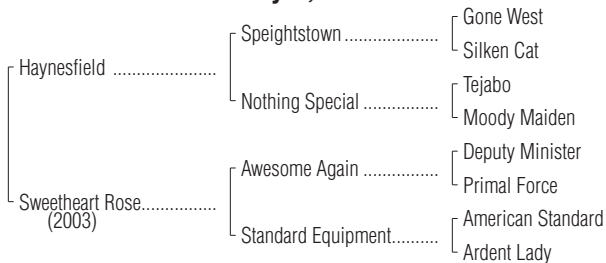 Gone West
Speightstown ...................
Silken Cat
Haynesfield ......................
Tejabo
Nothing Special ................
Moody Maiden
Deputy Minister
Awesome Again ................
Primal Force
Sweetheart Rose................
(2003)
American Standard
Standard Equipment..........
Ardent Lady